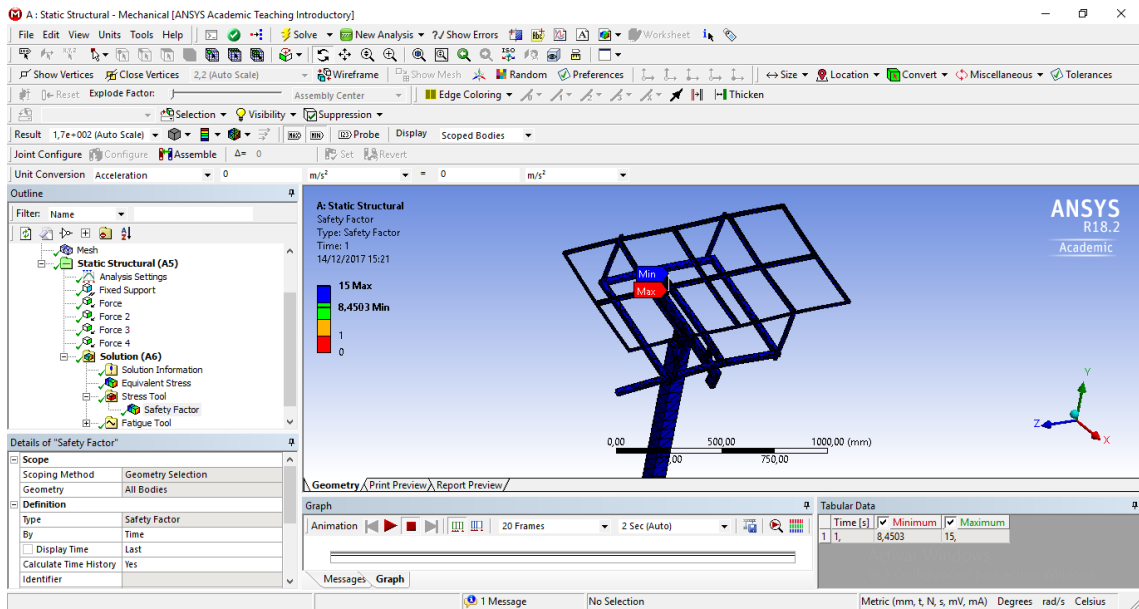 A : Static Structural - Mechanical [ANSYS Academic Teaching Introductory]
File Edit View Units Tools Help Solve New Analysis ?/ Show Errors Worksheet
Show Vertices Close Vertices 2,2 (Auto Scale) Wireframe Show Mesh Random Preferences Size Location Convert Miscellaneous Tolerances
Reset Explode Factor: Assembly Center Edge Coloring Thicken
Selection Visibility Suppression
Result 1,7e+002 (Auto Scale) Probe Display Scoped Bodies
Joint Configure Configure Assemble Δ= 0 Set Revert
Unit Conversion Acceleration 0 m/s² = 0 m/s²
Outline
Filter: Name
Mesh
Static Structural (A5)
Analysis Settings
Fixed Support
Force
Force 2
Force 3
Force 4
Solution (A6)
Solution Information
Equivalent Stress
Stress Tool
Safety Factor
Fatigue Tool
Details of "Safety Factor"
Scope
Scoping Method Geometry Selection
Geometry All Bodies
Definition
Type Safety Factor
By Time
Display Time Last
Calculate Time History Yes
Identifier
A: Static Structural
Safety Factor
Type: Safety Factor
Time: 1
14/12/2017 15:21
15 Max
8,4503 Min
1
0
ANSYS
R18.2
Academic
Min
Max
Y
Z
X
0,00 500,00 1000,00 (mm)
,00 750,00
Geometry Print Preview Report Preview
Graph
Animation 20 Frames 2 Sec (Auto)
Messages Graph
Tabular Data
Time [s] Minimum Maximum
1 1, 8,4503 15,
1 Message No Selection Metric (mm, t, N, s, mV, mA) Degrees rad/s Celsius